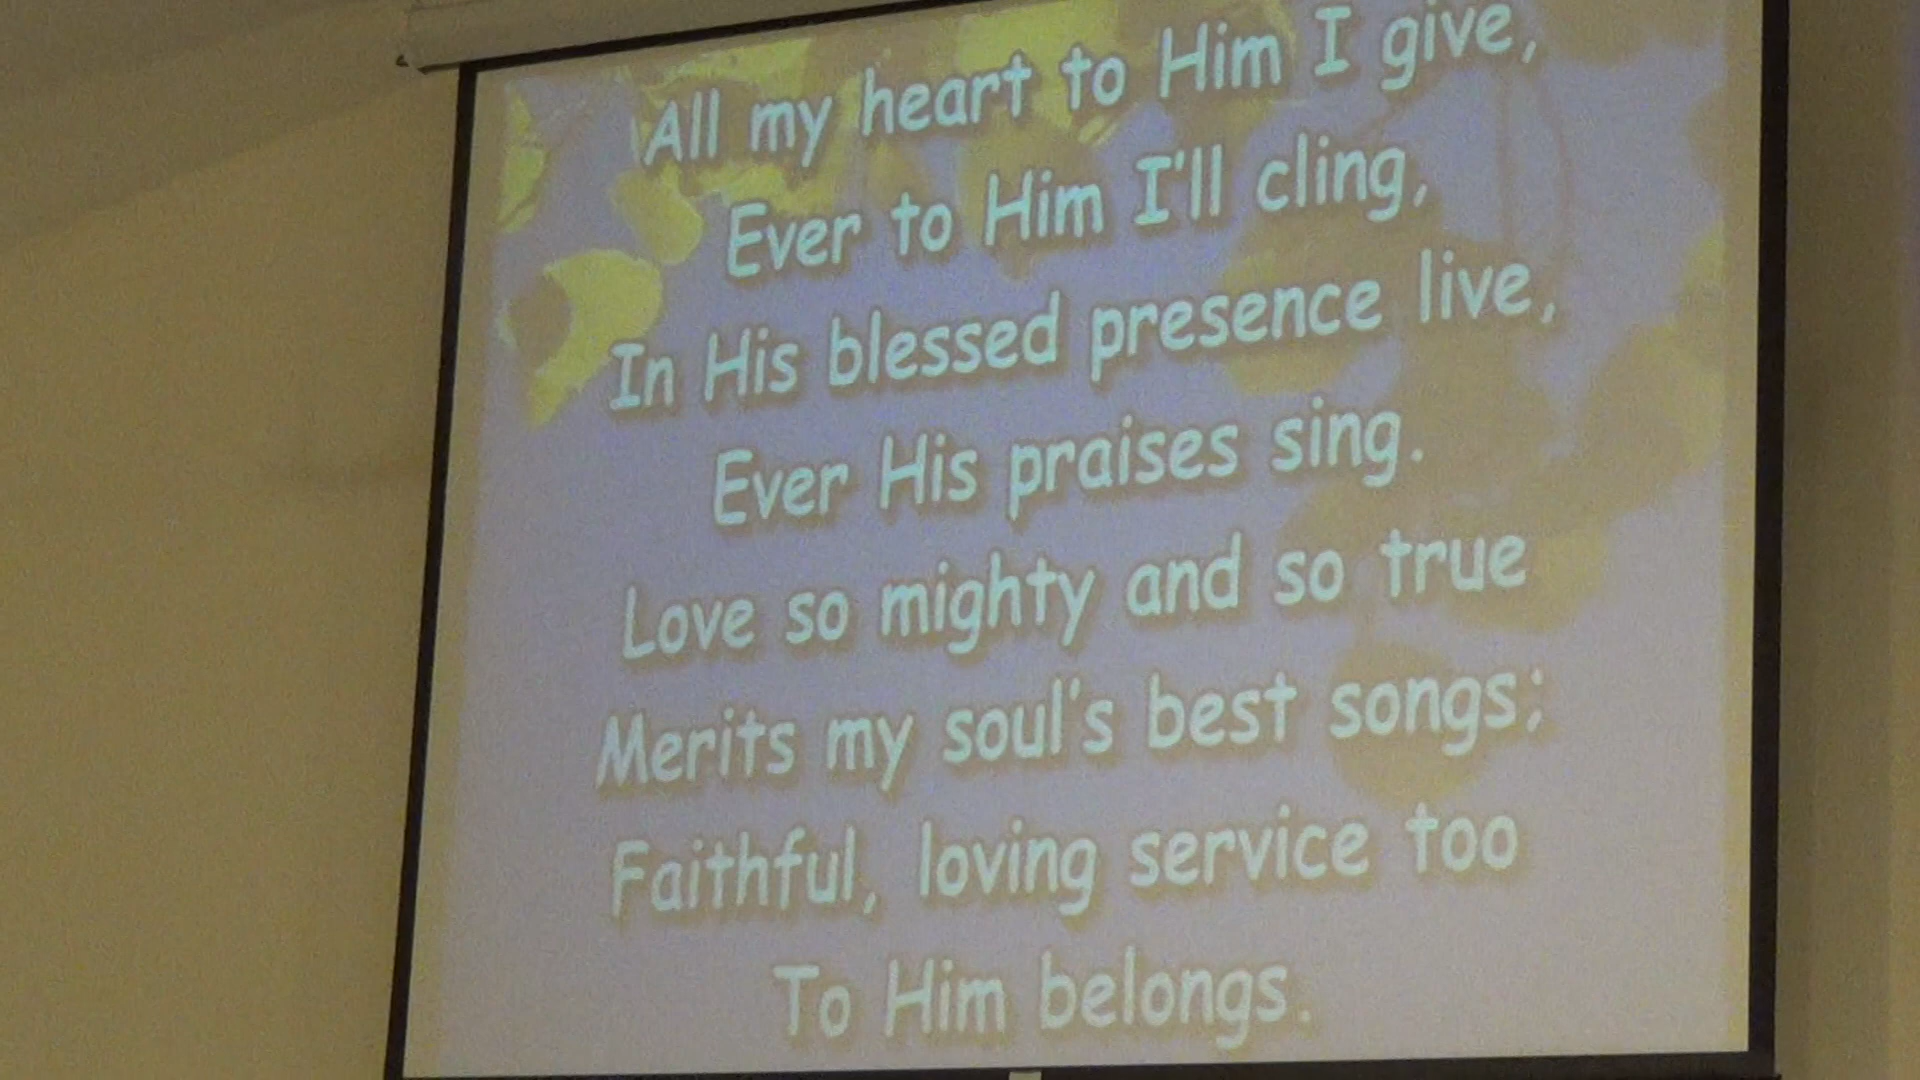 All my heart to Him I give,
Ever to Him I'll cling,
In His blessed presence live,
Ever His praises sing.
Love so mighty and so true
Merits my soul's best songs;
Faithful, loving service too
To Him belongs.